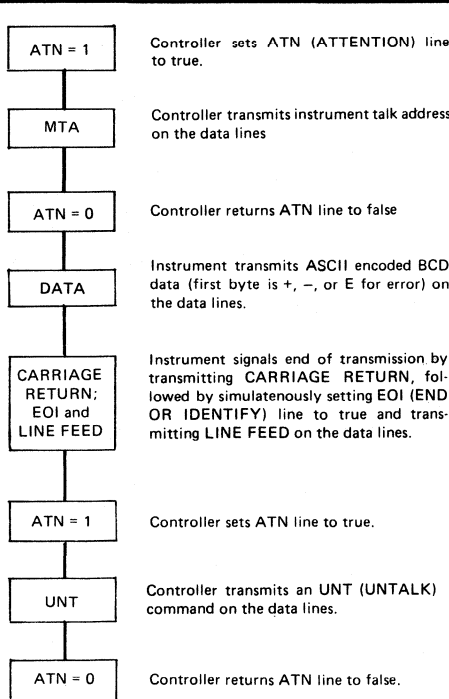 ATN = 1
Controller sets ATN (ATTENTION) line
to true.
MTA
Controller transmits instrument talk address
on the data lines
ATN = 0
Controller returns ATN line to false
DATA
Instrument transmits ASCII encoded BCD
data (first byte is +, −, or E for error) on
the data lines.
CARRIAGE
RETURN;
EOI and
LINE FEED
Instrument signals end of transmission by
transmitting CARRIAGE RETURN, fol-
lowed by simulatenously setting EOI (END
OR IDENTIFY) line to true and trans-
mitting LINE FEED on the data lines.
ATN = 1
Controller sets ATN line to true.
UNT
Controller transmits an UNT (UNTALK)
command on the data lines.
ATN = 0
Controller returns ATN line to false.